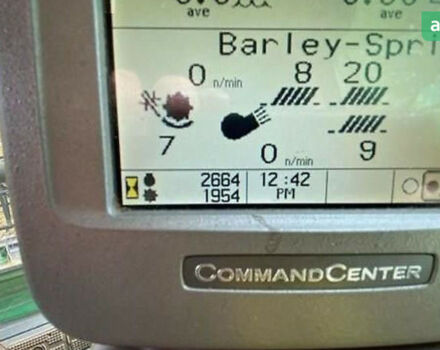 ave
ave
Barley-Spri
0 n/min
8
20
7
0 n/min
9
2664
1954
12:42
PM
COMMANDCENTER